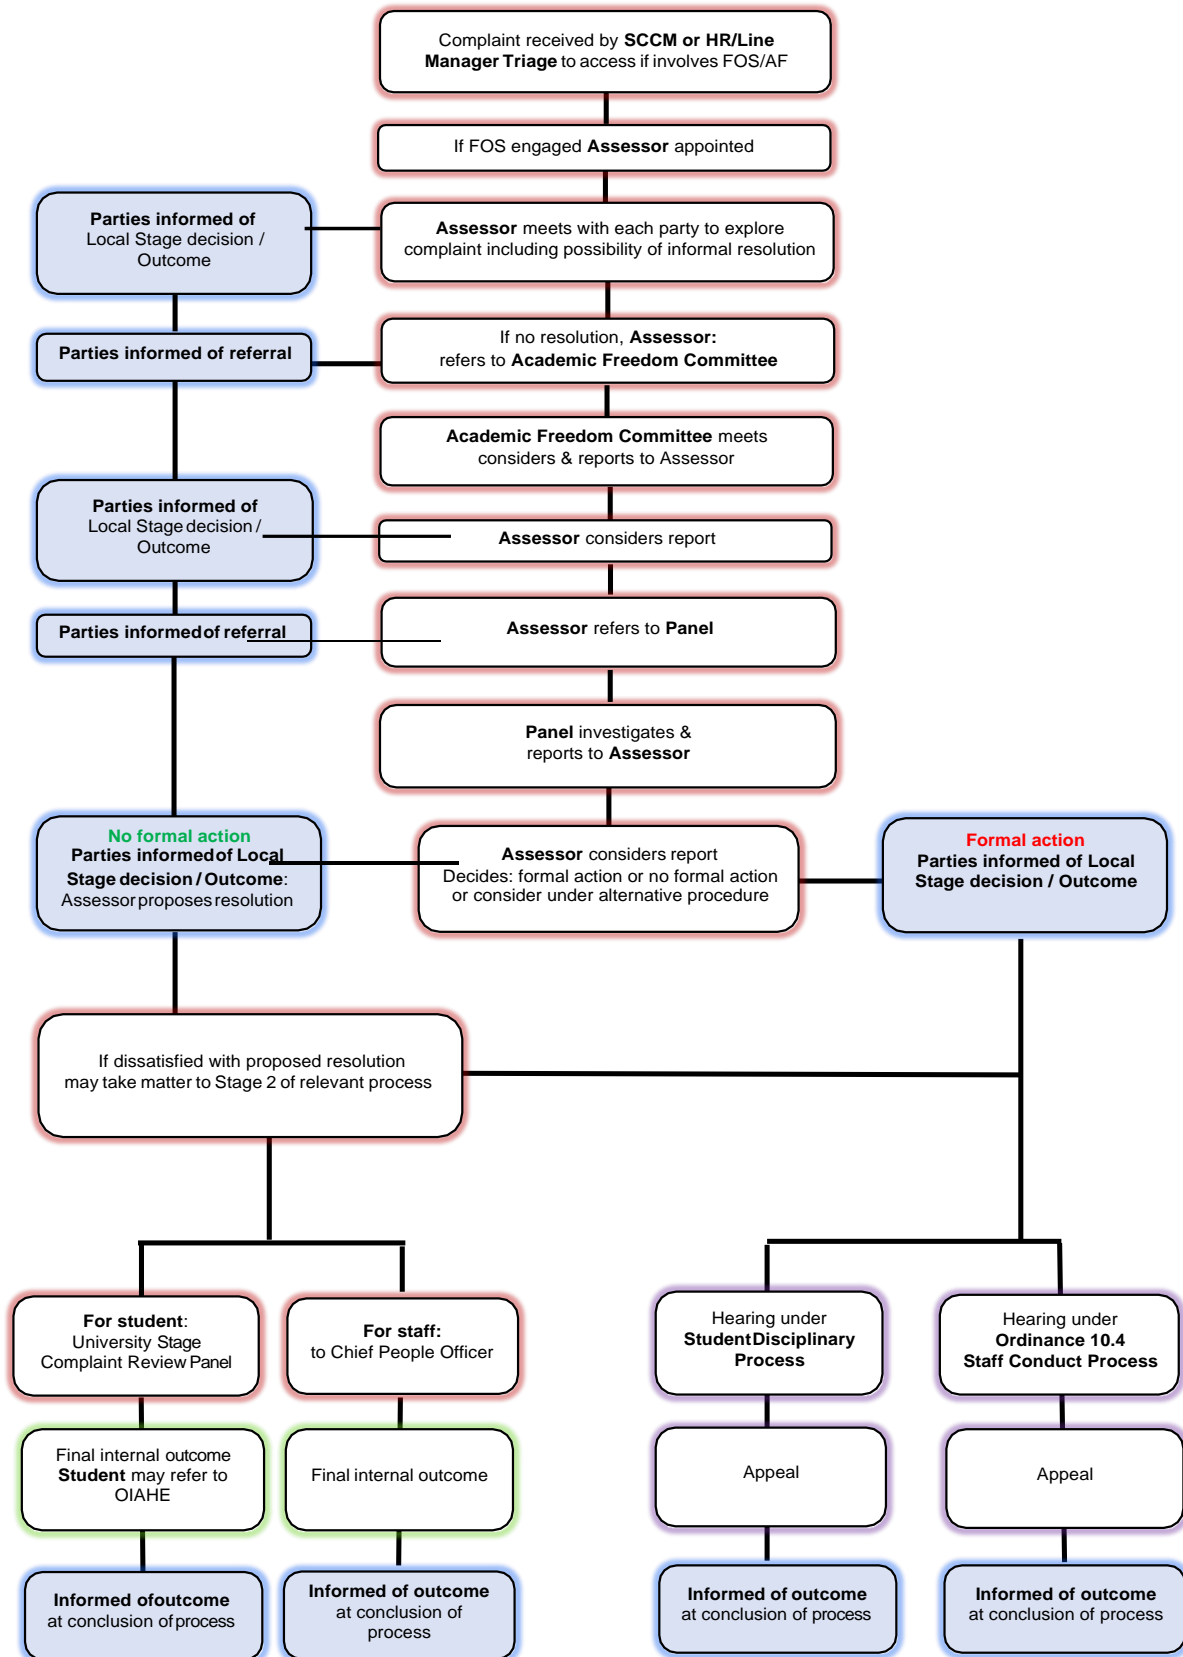 Complaint received by SCCM or HR/Line
Manager Triage to access if involves FOS/AF
If FOS engaged Assessor appointed
Parties informed of
Local Stage decision /
Outcome
Assessor meets with each party to explore
complaint including possibility of informal resolution
Parties informed of referral
If no resolution, Assessor:
refers to Academic Freedom Committee
Academic Freedom Committee meets
considers & reports to Assessor
Parties informed of
Local Stage decision /
Outcome
Assessor considers report
Parties informed of referral
Assessor refers to Panel
Panel investigates &
reports to Assessor
No formal action
Parties informed of Local
Stage decision / Outcome:
Assessor proposes resolution
Assessor considers report
Decides: formal action or no formal action
or consider under alternative procedure
Formal action
Parties informed of Local
Stage decision / Outcome
If dissatisfied with proposed resolution
may take matter to Stage 2 of relevant process
For student:
University Stage
Complaint Review Panel
For staff:
to Chief People Officer
Hearing under
Student Disciplinary
Process
Hearing under
Ordinance 10.4
Staff Conduct Process
Final internal outcome
Student may refer to
OIAHE
Final internal outcome
Appeal
Appeal
Informed of outcome
at conclusion of process
Informed of outcome
at conclusion of
process
Informed of outcome
at conclusion of process
Informed of outcome
at conclusion of process